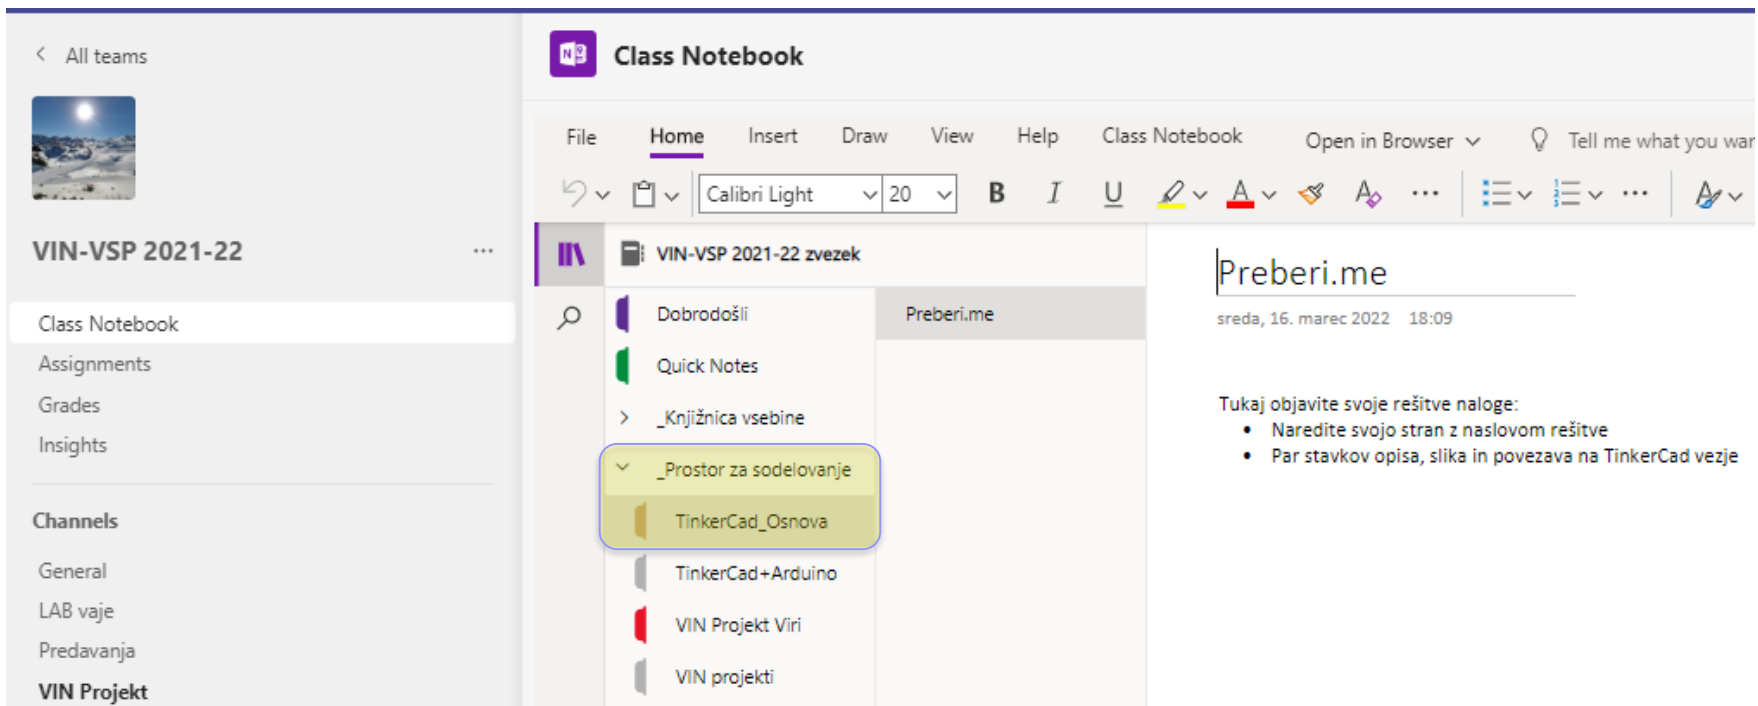 All teams
VIN-VSP 2021-22
Class Notebook
Assignments
Grades
Insights
Channels
General
LAB vaje
Predavanja
VIN Projekt
Class Notebook
File Home Insert Draw View Help Class Notebook Open in Browser Tell me what you war
Calibri Light 20 B I U A A
VIN-VSP 2021-22 zvezek
Dobrodošli
Quick Notes
_Knjižnica vsebine
_Prostor za sodelovanje
TinkerCad_Osnova
TinkerCad+Arduino
VIN Projekt Viri
VIN projekti
Preberi.me
Preberi.me
sreda, 16. marec 2022 18:09
Tukaj objavite svoje rešitve naloge:
• Naredite svojo stran z naslovom rešitve
• Par stavkov opisa, slika in povezava na TinkerCad vezje